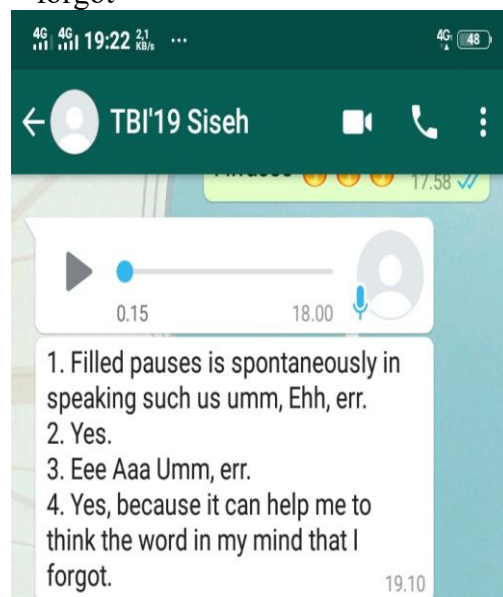 4G 4G 19:22 2,1 KB/s ... 4G 48
TBI'19 Siseh
17.58
0.15 18.00
1. Filled pauses is spontaneously in
speaking such us umm, Ehh, err.
2. Yes.
3. Eee Aaa Umm, err.
4. Yes, because it can help me to
think the word in my mind that I
forgot.
19.10